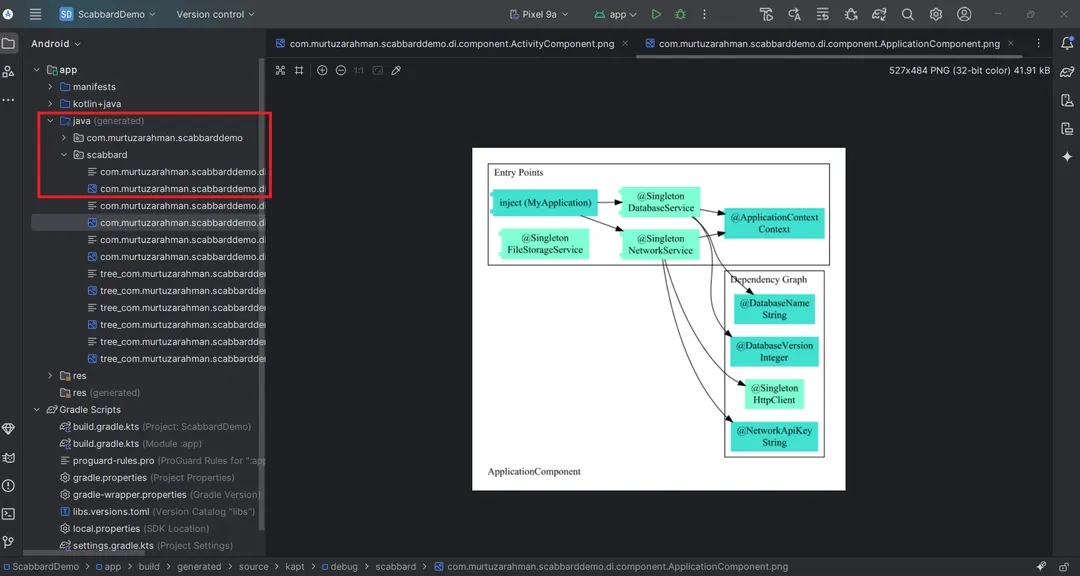 SD ScabbardDemo Version control Pixel 9a app
Android
com.murtuzarahman.scabbarddemo.di.component.ActivityComponent.png
com.murtuzarahman.scabbarddemo.di.component.ApplicationComponent.png
1:1
527x484 PNG (32-bit color) 41.91 kB
app
manifests
kotlin+java
java (generated)
com.murtuzarahman.scabbarddemo
scabbard
com.murtuzarahman.scabbarddemo.di
com.murtuzarahman.scabbarddemo.di
com.murtuzarahman.scabbarddemo.di
com.murtuzarahman.scabbarddemo.di
com.murtuzarahman.scabbarddemo.di
com.murtuzarahman.scabbarddemo.di
tree_com.murtuzarahman.scabbardder
tree_com.murtuzarahman.scabbardder
tree_com.murtuzarahman.scabbardder
tree_com.murtuzarahman.scabbardder
tree_com.murtuzarahman.scabbardder
tree_com.murtuzarahman.scabbardder
res
res (generated)
Gradle Scripts
build.gradle.kts (Project: ScabbardDemo)
build.gradle.kts (Module :app)
proguard-rules.pro (ProGuard Rules for ":app
gradle.properties (Project Properties)
gradle-wrapper.properties (Gradle Version)
libs.versions.toml (Version Catalog "libs")
local.properties (SDK Location)
settings.gradle.kts (Project Settings)
Entry Points
inject (MyApplication)
@Singleton
DatabaseService
@ApplicationContext
Context
@Singleton
FileStorageService
@Singleton
NetworkService
Dependency Graph
@DatabaseName
String
@DatabaseVersion
Integer
@Singleton
HttpClient
@NetworkApiKey
String
ApplicationComponent
ScabbardDemo > app > build > generated > source > kapt > debug > scabbard > com.murtuzarahman.scabbarddemo.di.component.ApplicationComponent.png